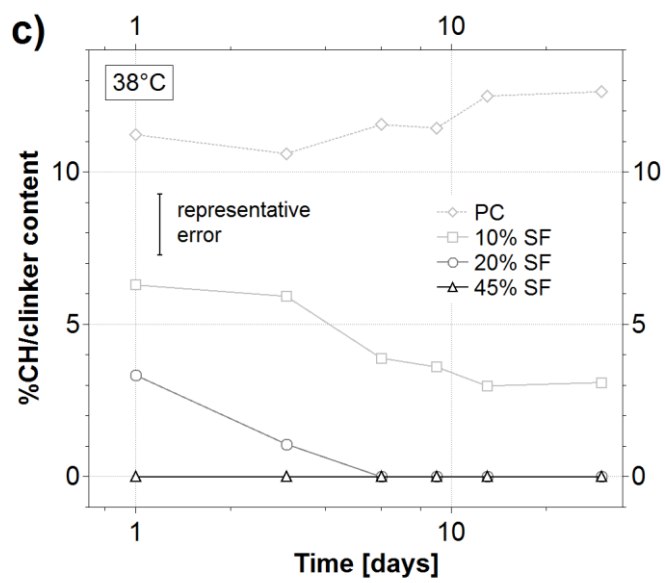 c)
1 10
38°C
10 10
representative
error
PC
10% SF
20% SF
45% SF
5 5
0 0
%CH/clinker content
1 10
Time [days]